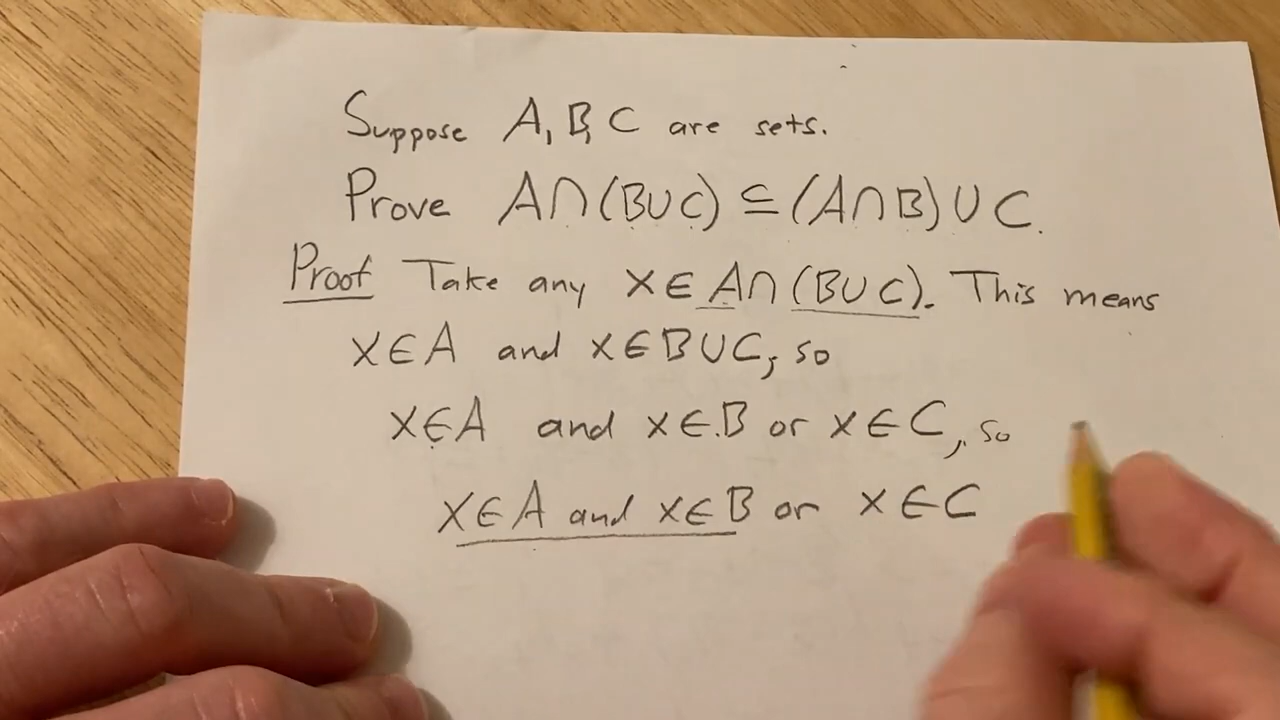 Suppose A, B, C are sets.
Prove A∩(B∪C) ⊆ (A∩B)∪C.
Proof Take any x∈A∩(B∪C). This means
x∈A and x∈B∪C, so
x∈A and x∈B or x∈C, so
x∈A and x∈B or x∈C